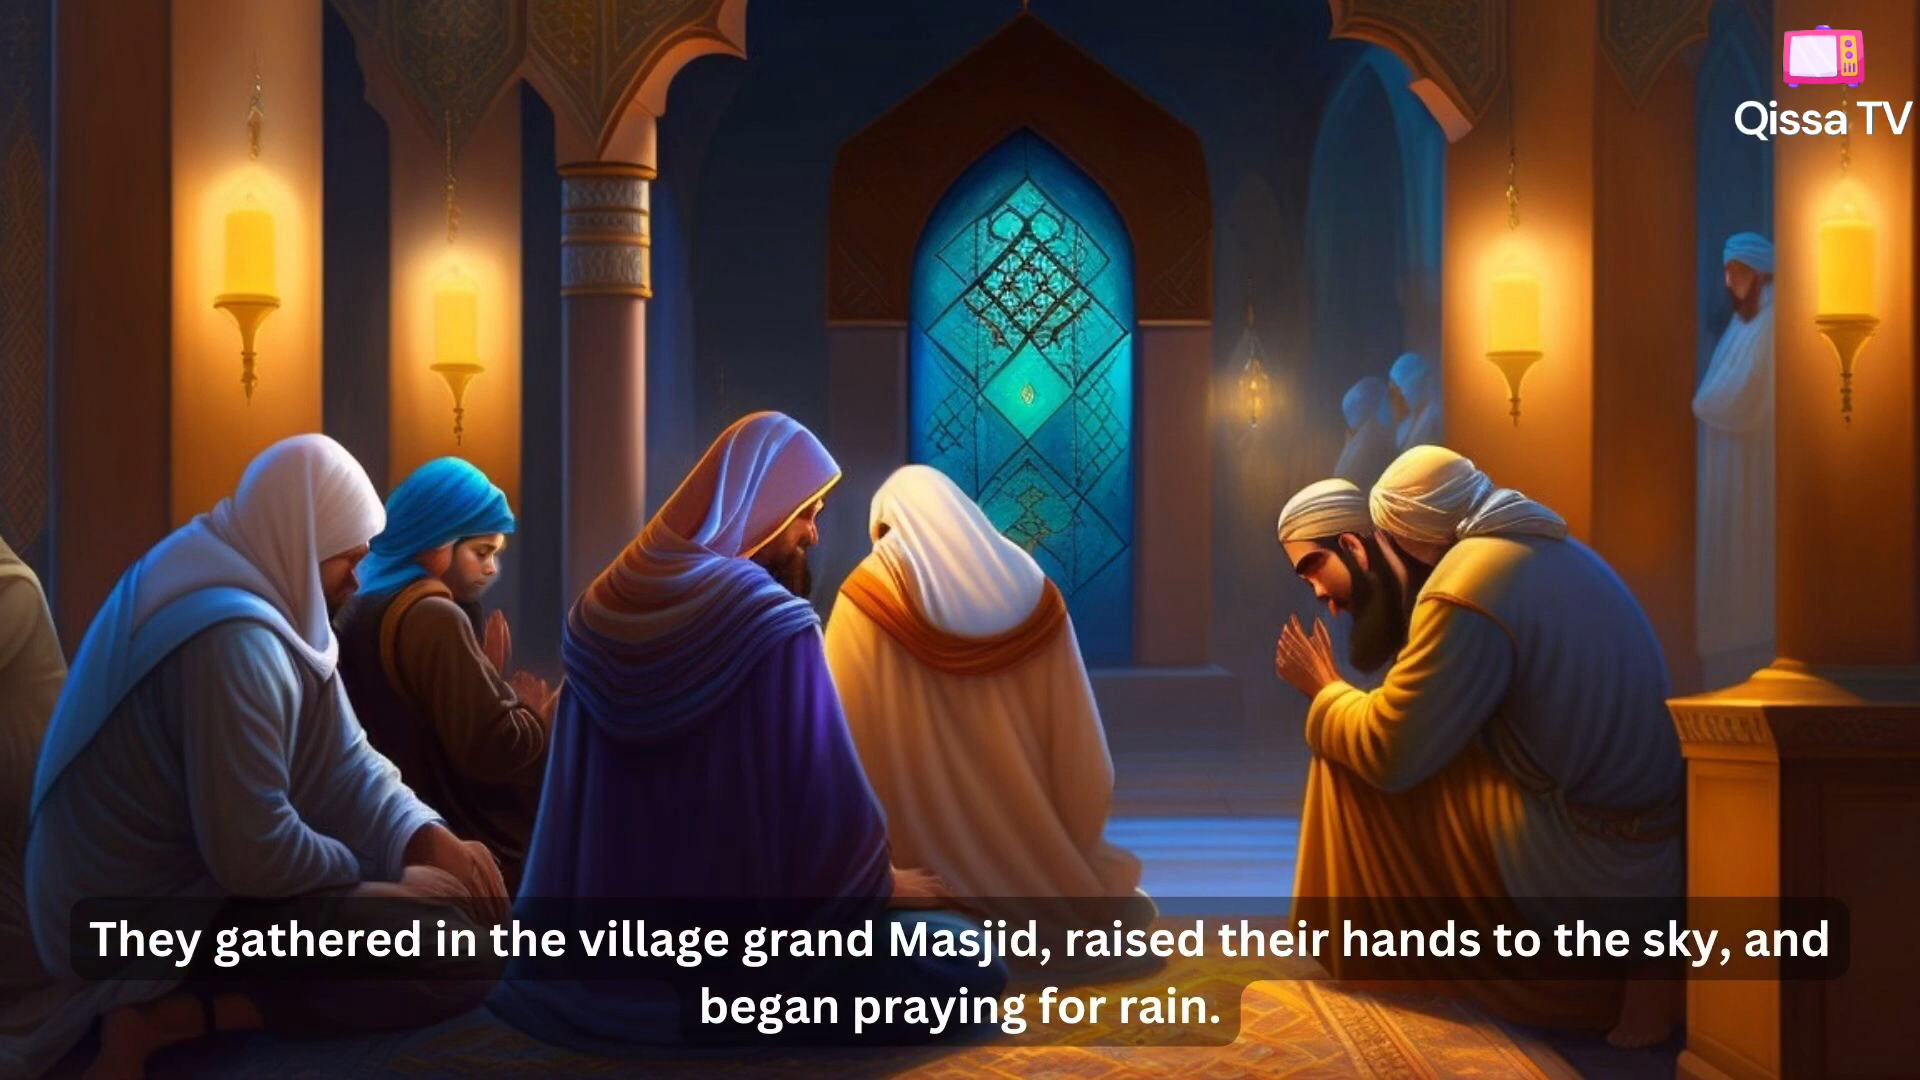 Qissa TV
They gathered in the village grand Masjid, raised their hands to the sky, and
began praying for rain.